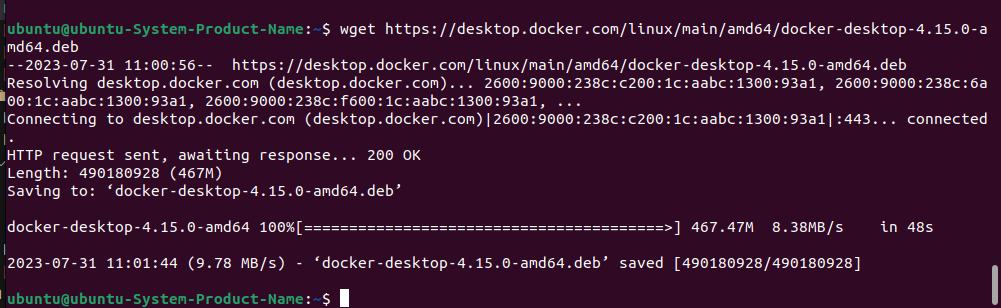 ubuntu@ubuntu-System-Product-Name:~$ wget https://desktop.docker.com/linux/main/amd64/docker-desktop-4.15.0-a
md64.deb
--2023-07-31 11:00:56--  https://desktop.docker.com/linux/main/amd64/docker-desktop-4.15.0-amd64.deb
Resolving desktop.docker.com (desktop.docker.com)... 2600:9000:238c:c200:1c:aabc:1300:93a1, 2600:9000:238c:6a
00:1c:aabc:1300:93a1, 2600:9000:238c:f600:1c:aabc:1300:93a1, ...
Connecting to desktop.docker.com (desktop.docker.com)|2600:9000:238c:c200:1c:aabc:1300:93a1|:443... connected
.
HTTP request sent, awaiting response... 200 OK
Length: 490180928 (467M)
Saving to: ‘docker-desktop-4.15.0-amd64.deb’
docker-desktop-4.15.0-amd64 100%[========================================>] 467.47M  8.38MB/s    in 48s
2023-07-31 11:01:44 (9.78 MB/s) - ‘docker-desktop-4.15.0-amd64.deb’ saved [490180928/490180928]
ubuntu@ubuntu-System-Product-Name:~$